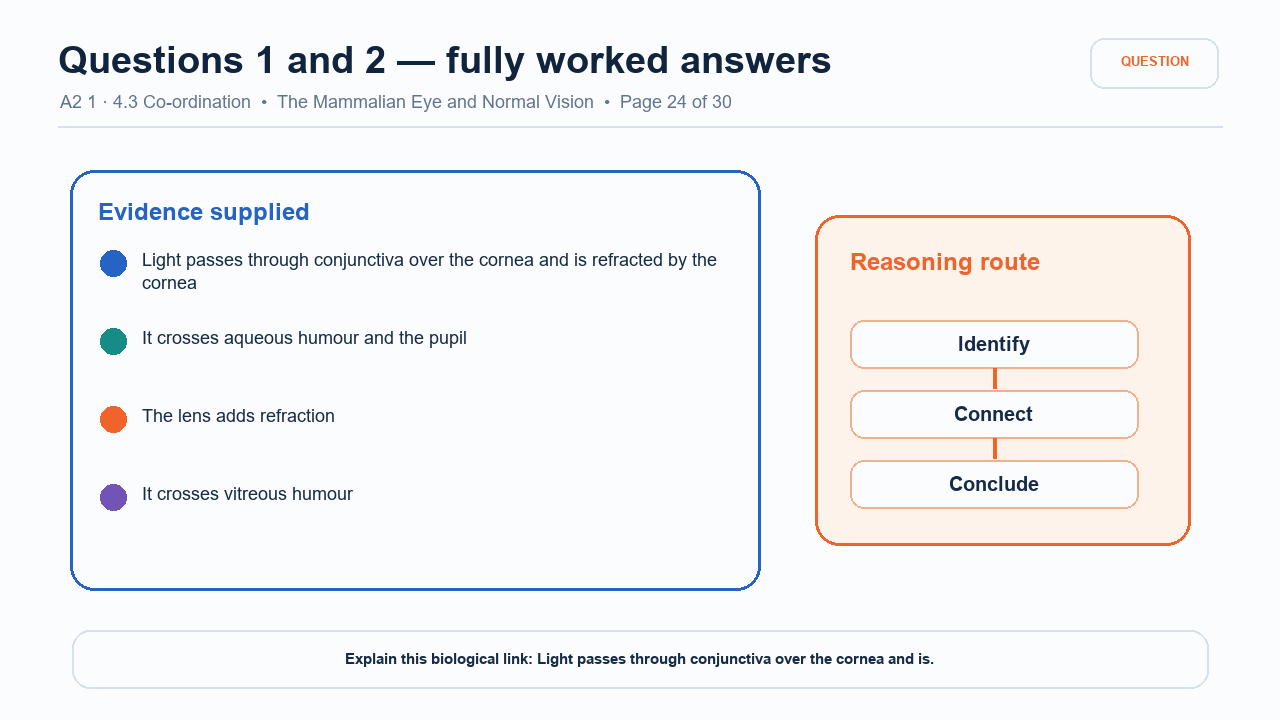 Questions 1 and 2 — fully worked answers
QUESTION
A2 1 · 4.3 Co-ordination • The Mammalian Eye and Normal Vision • Page 24 of 30
Evidence supplied
Light passes through conjunctiva over the cornea and is refracted by the
cornea
It crosses aqueous humour and the pupil
The lens adds refraction
It crosses vitreous humour
Reasoning route
Identify
Connect
Conclude
Explain this biological link: Light passes through conjunctiva over the cornea and is.